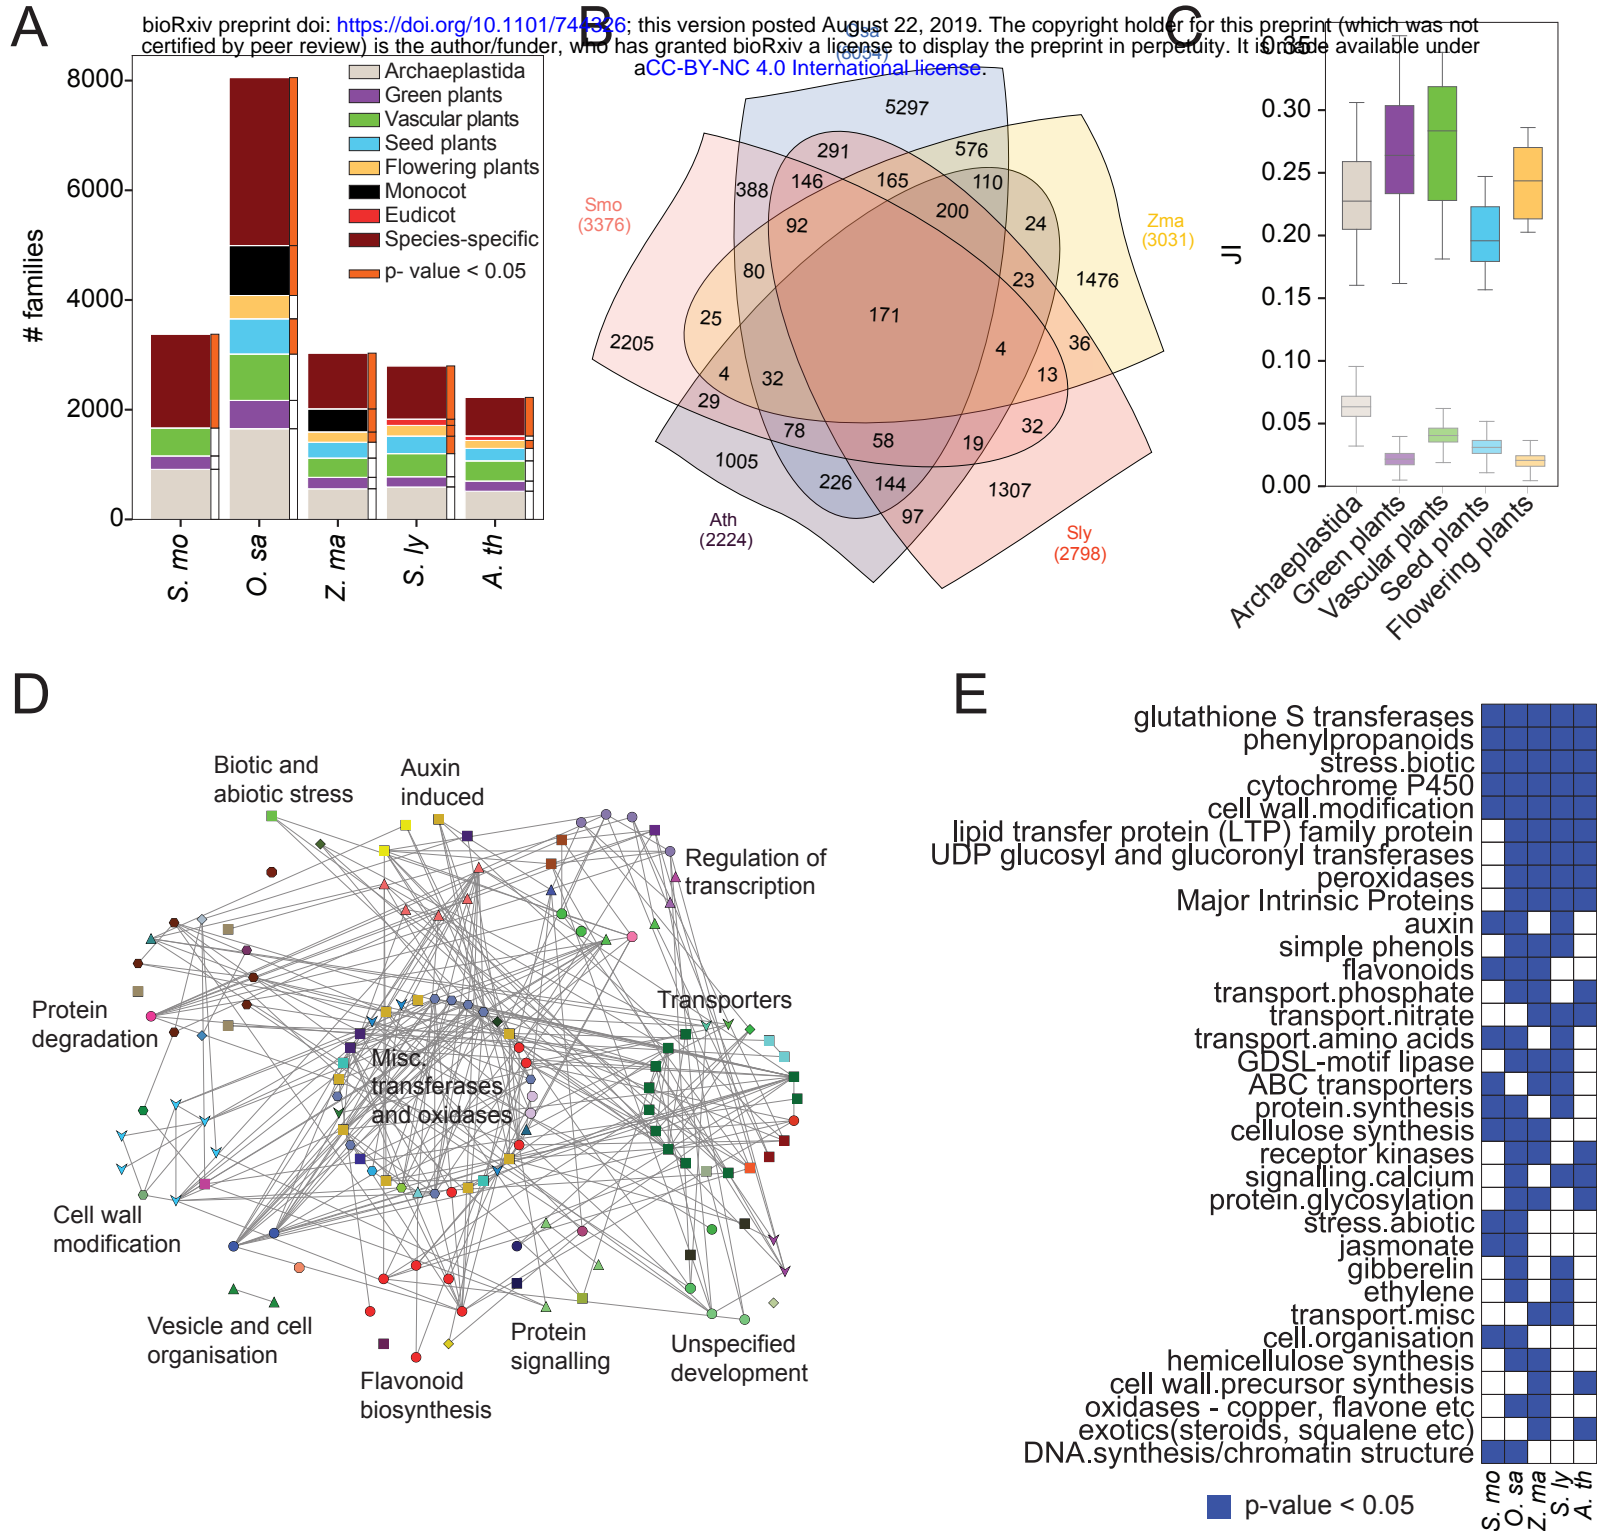 bioRxiv preprint doi: https://doi.org/10.1101/744326; this version posted August 22, 2019. The copyright holder for this preprint (which was not
certified by peer review) is the author/funder, who has granted bioRxiv a license to display the preprint in perpetuity. It is made available under
aCC-BY-NC 4.0 International license.
A
# families
8000
6000
4000
2000
0
Archaeplastida
Green plants
Vascular plants
Seed plants
Flowering plants
Monocot
Eudicot
Species-specific
p- value < 0.05
S. mo
O. sa
Z. ma
S. ly
A. th
B
Osa
(8054)
Smo
(3376)
Zma
(3031)
Ath
(2224)
Sly
(2798)
5297
291
576
388
146
165
110
92
200
24
80
23
1476
25
171
2205
4
36
4
32
13
29
78
58
19
32
1005
226
144
1307
97
C
JI
0.35
0.30
0.25
0.20
0.15
0.10
0.05
0.00
Archaeplastida
Green plants
Vascular plants
Seed plants
Flowering plants
D
Biotic and
abiotic stress
Auxin
induced
Regulation of
transcription
Protein
degradation
Transporters
Misc.
transferases
and oxidases
Cell wall
modification
Vesicle and cell
organisation
Flavonoid
biosynthesis
Protein
signalling
Unspecified
development
E
glutathione S transferases
phenylpropanoids
stress.biotic
cytochrome P450
cell wall.modification
lipid transfer protein (LTP) family protein
UDP glucosyl and glucoronyl transferases
peroxidases
Major Intrinsic Proteins
auxin
simple phenols
flavonoids
transport.phosphate
transport.nitrate
transport.amino acids
GDSL-motif lipase
ABC transporters
protein.synthesis
cellulose synthesis
receptor kinases
signalling.calcium
protein.glycosylation
stress.abiotic
jasmonate
gibberelin
ethylene
transport.misc
cell.organisation
hemicellulose synthesis
cell wall.precursor synthesis
oxidases - copper, flavone etc
exotics(steroids, squalene etc)
DNA.synthesis/chromatin structure
S. mo
O. sa
Z. ma
S. ly
A. th
p-value < 0.05